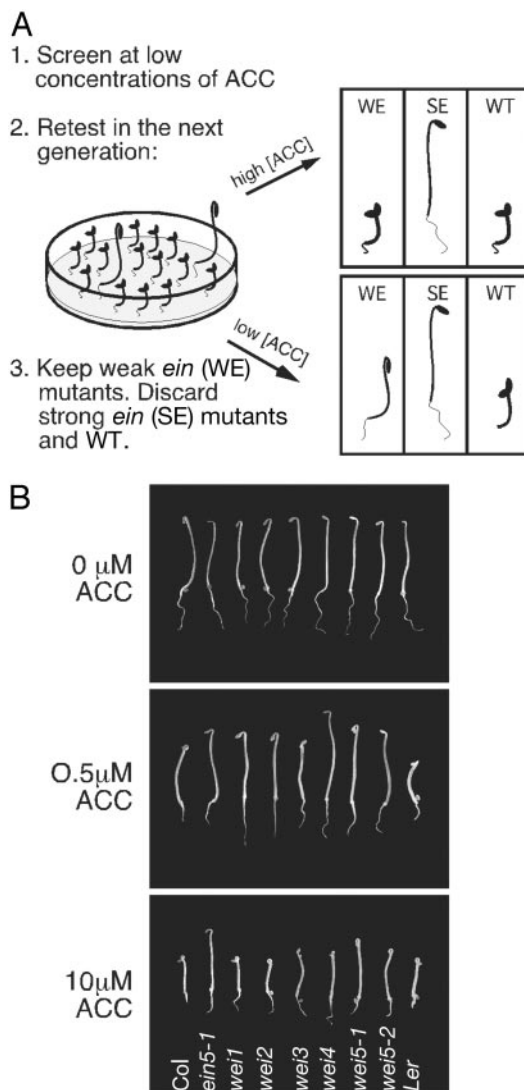 A
1. Screen at low
concentrations of ACC
2. Retest in the next
generation:
high [ACC]
WE SE WT
low [ACC]
WE SE WT
3. Keep weak ein (WE)
mutants. Discard
strong ein (SE) mutants
and WT.
B
0 μM
ACC
O.5μM
ACC
10μM
ACC
Col ein5-1 wei1 wei2 wei3 wei4 wei5-1 wei5-2 Ler